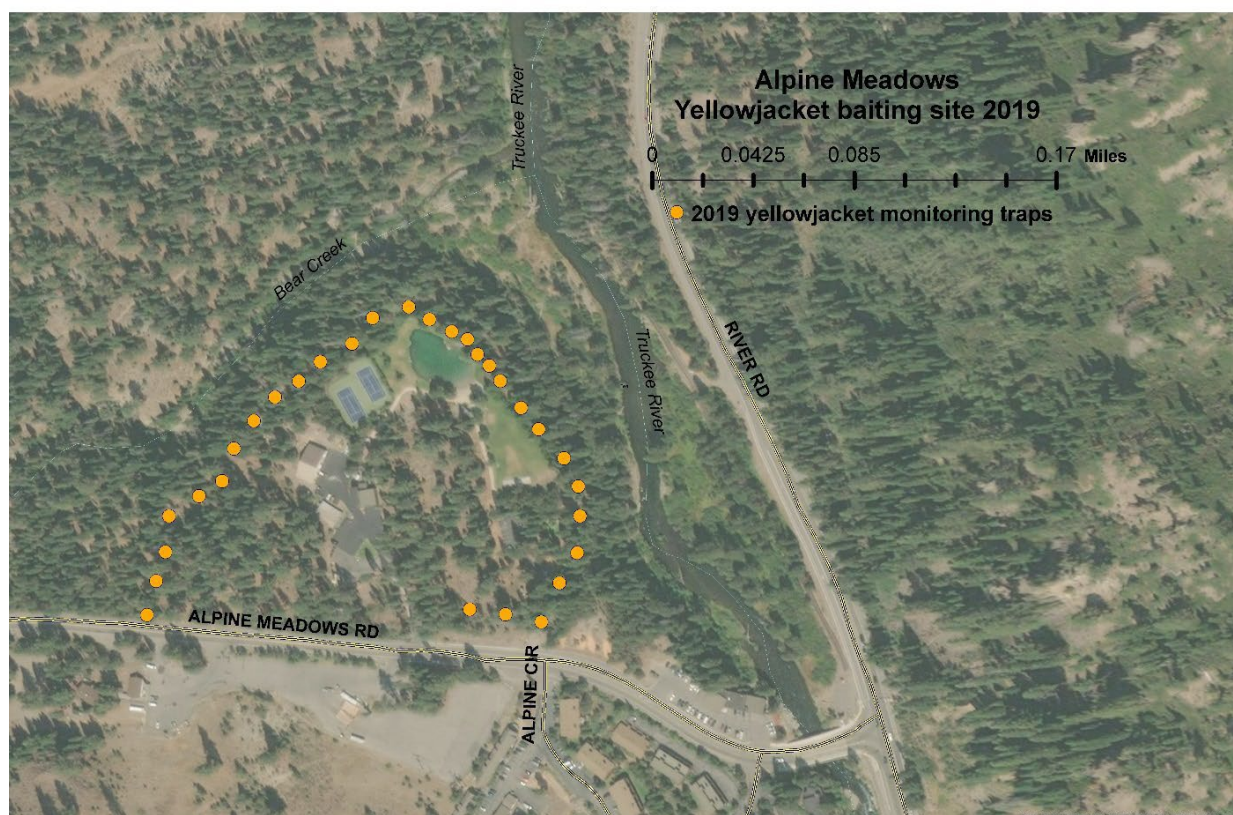 Alpine Meadows
Yellowjacket baiting site 2019
0 0.0425 0.085 0.17 Miles
2019 yellowjacket monitoring traps
Truckee River
Bear Creek
Truckee River
RIVER RD
ALPINE MEADOWS RD
ALPINE CIR